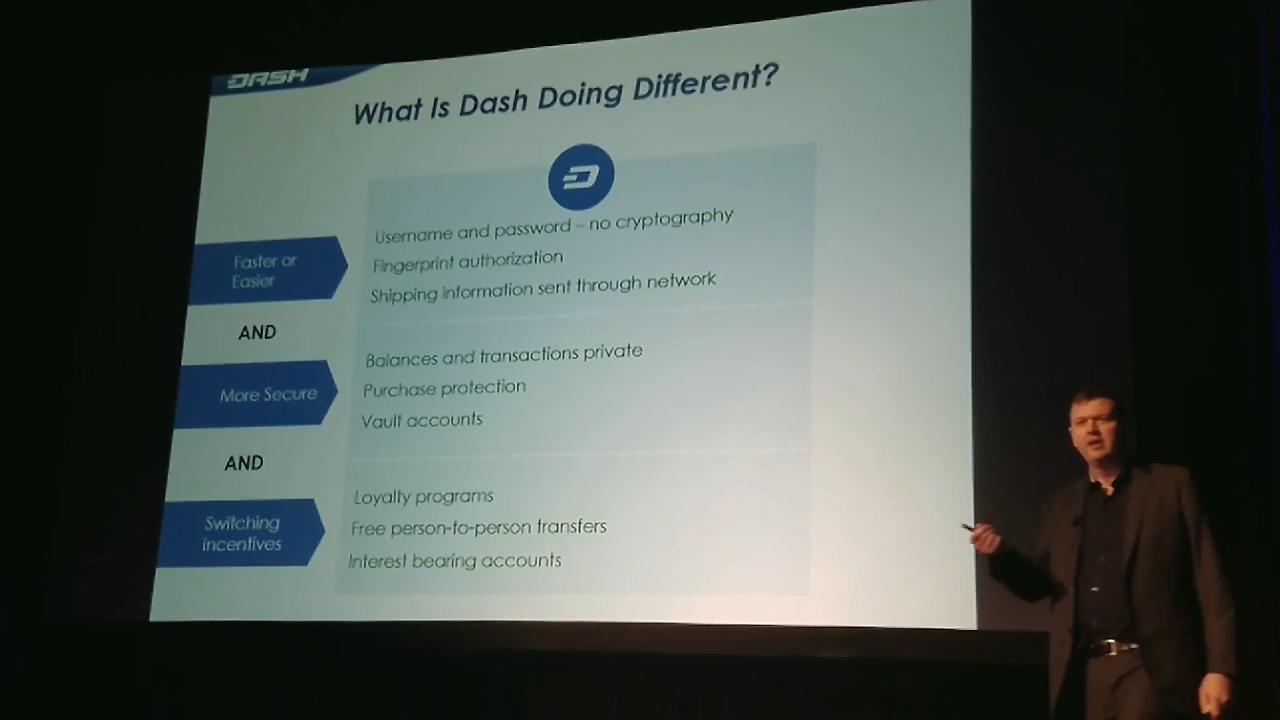 DASH
What Is Dash Doing Different?
Faster or
Easier
Username and password – no cryptography
Fingerprint authorization
Shipping information sent through network
AND
More Secure
Balances and transactions private
Purchase protection
Vault accounts
AND
Switching
incentives
Loyalty programs
Free person-to-person transfers
Interest bearing accounts